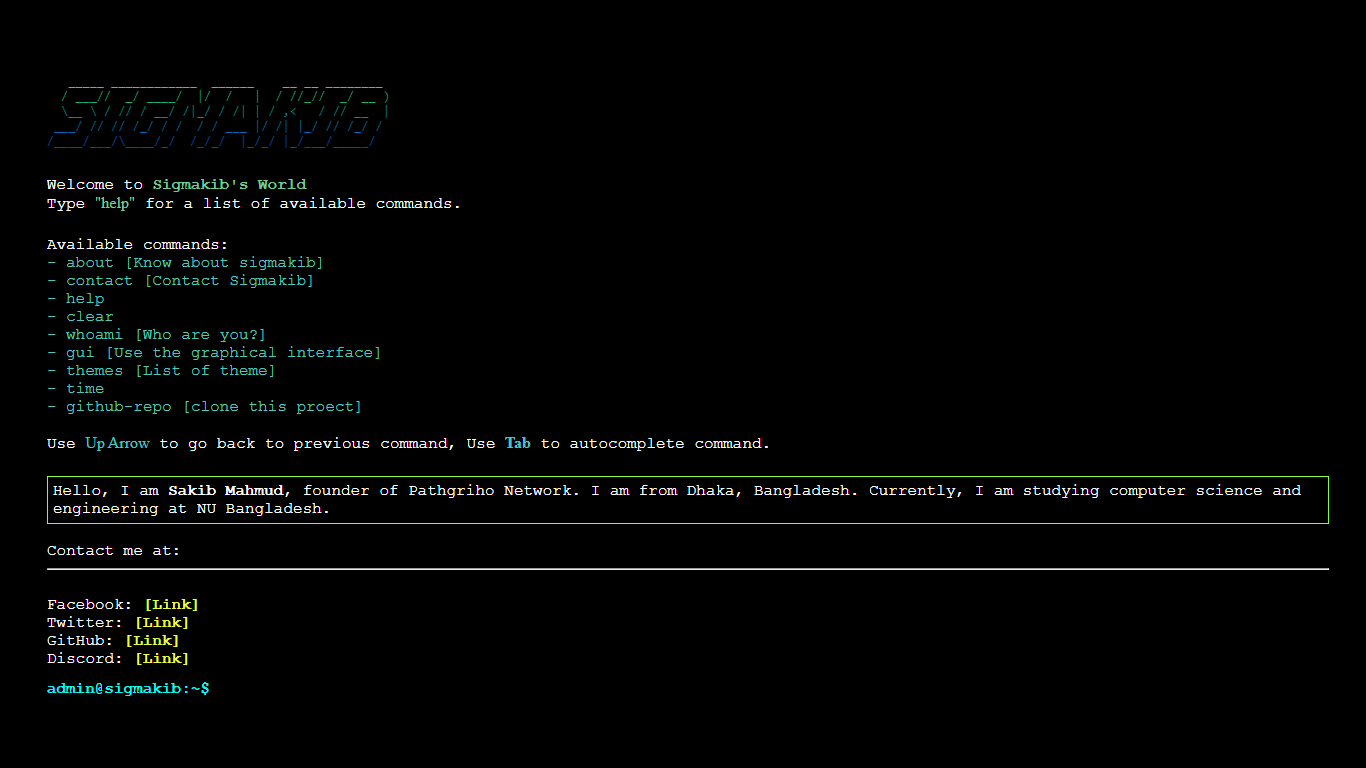 SIGMAKIB
Welcome to Sigmakib's World
Type "help" for a list of available commands.
Available commands:
- about [Know about sigmakib]
- contact [Contact Sigmakib]
- help
- clear
- whoami [Who are you?]
- gui [Use the graphical interface]
- themes [List of theme]
- time
- github-repo [clone this proect]
Use Up Arrow to go back to previous command, Use Tab to autocomplete command.
Hello, I am Sakib Mahmud, founder of Pathgriho Network. I am from Dhaka, Bangladesh. Currently, I am studying computer science and
engineering at NU Bangladesh.
Contact me at:
Facebook: [Link]
Twitter: [Link]
GitHub: [Link]
Discord: [Link]
admin@sigmakib:~$